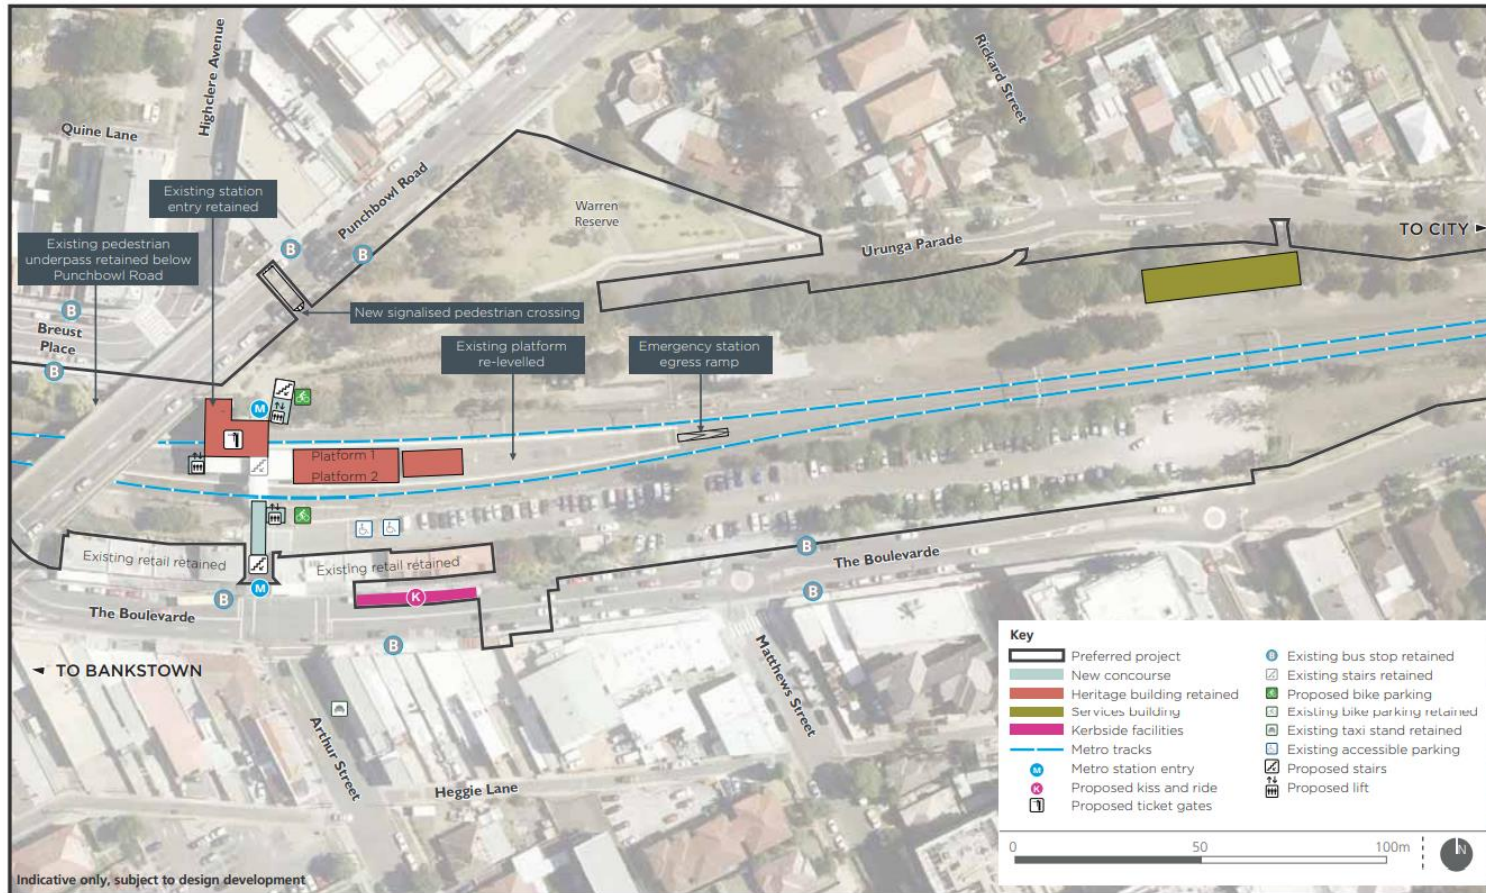 Highclere Avenue
Quine Lane
Rickard Street
Existing station
entry retained
Punchbowl Road
Warren
Reserve
TO CITY
Existing pedestrian
underpass retained below
Punchbowl Road
B
B
Urunga Parade
B
Breust
Place
New signalised pedestrian crossing
Existing platform
re-levelled
Emergency station
egress ramp
B
M
Platform 1
Platform 2
Existing retail retained
Existing retail retained
B
The Boulevarde
M
K
B
B
The Boulevarde
B
TO BANKSTOWN
Matthews Street
Arthur Street
Heggie Lane
Key
Preferred project
New concourse
Heritage building retained
Services building
Kerbside facilities
Metro tracks
M Metro station entry
K Proposed kiss and ride
Proposed ticket gates
B Existing bus stop retained
Existing stairs retained
Proposed bike parking
Existing bike parking retained
Existing taxi stand retained
Existing accessible parking
Proposed stairs
Proposed lift
0 50 100m
N
Indicative only, subject to design development